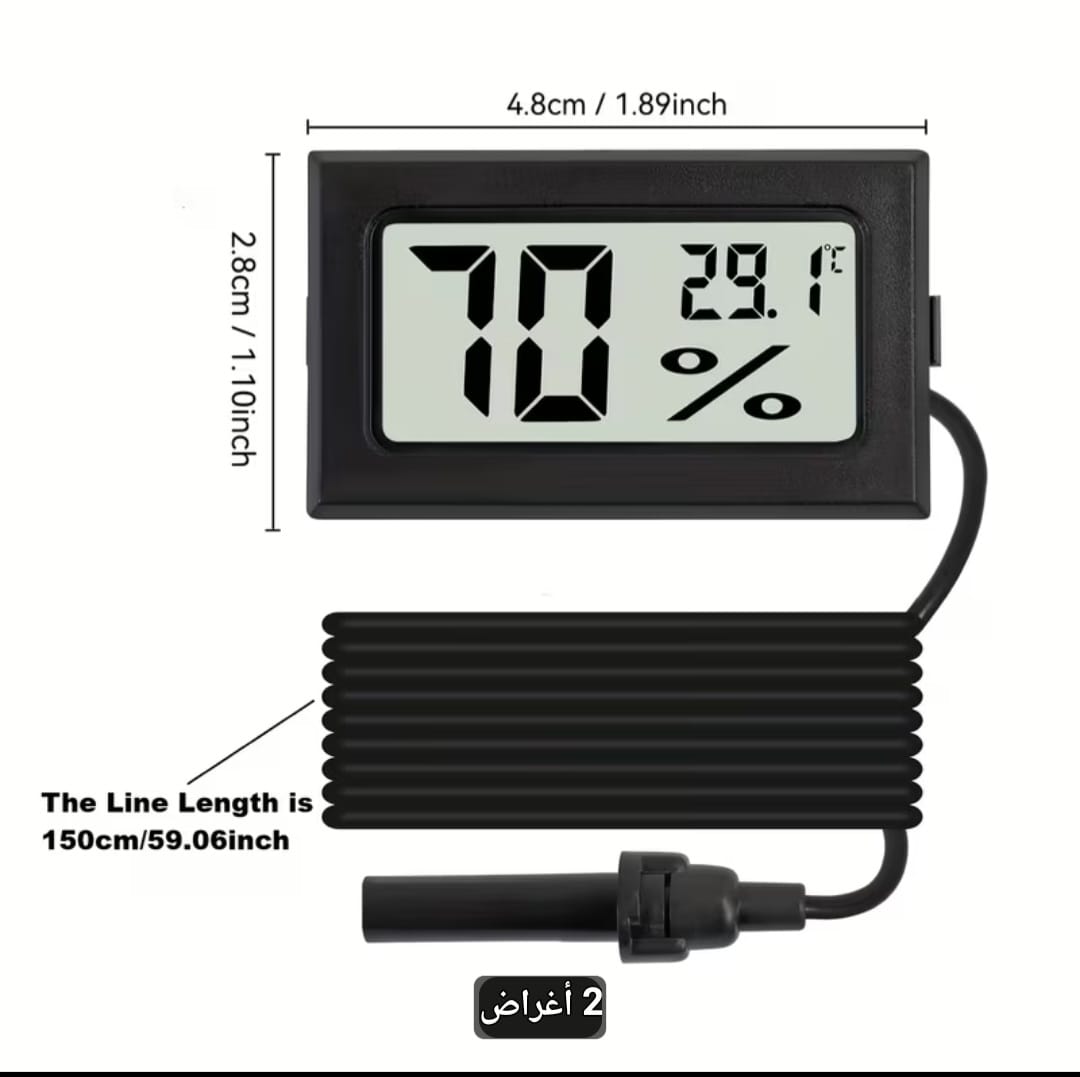 4.8cm / 1.89inch
2.8cm / 1.10inch
70
29.1℃
%
The Line Length is
150cm/59.06inch
2 أغراض